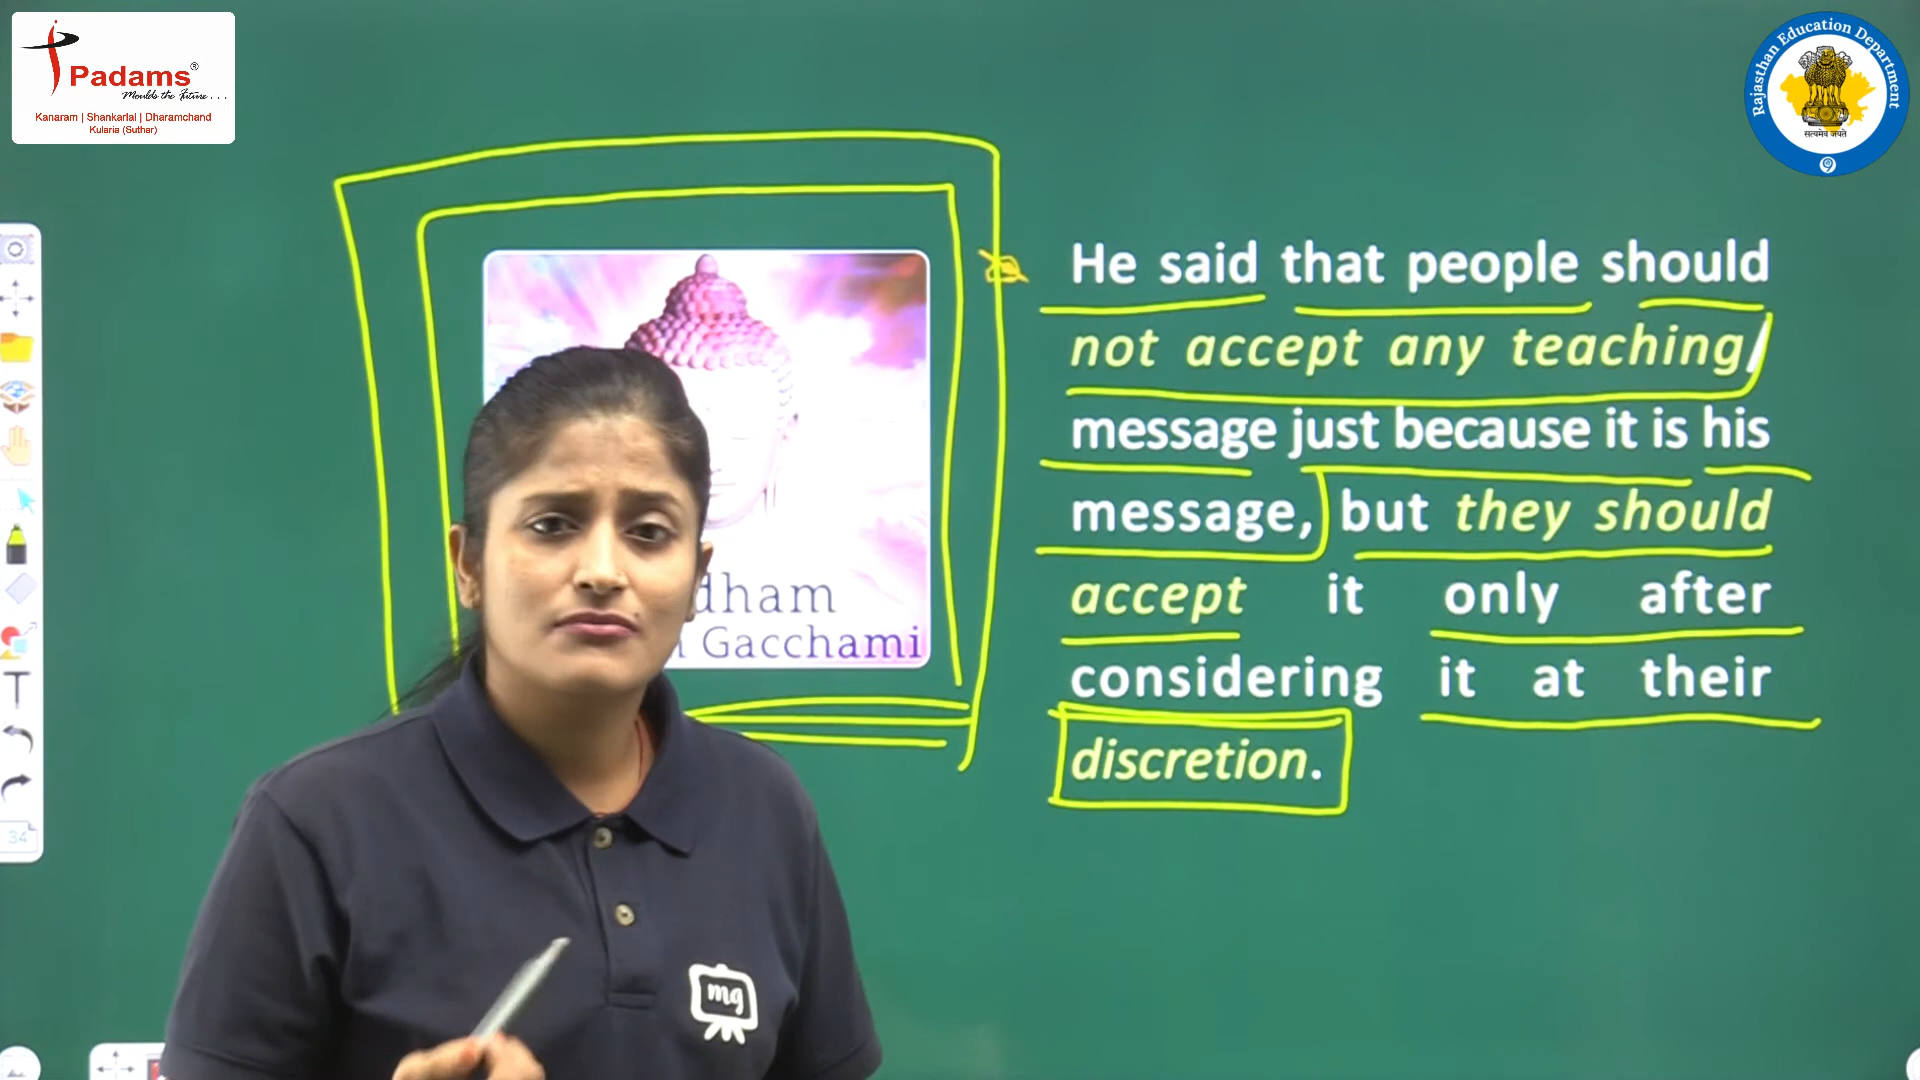 Padams®
Moulds the Future...
Kanaram | Shankarlal | Dharamchand
Kularia (Suthar)
Rajasthan Education Department
सत्यमेव जयते
He said that people should
not accept any teaching/
message just because it is his
message, but they should
accept it only after
considering it at their
discretion.
Gacchami
mg
T
34